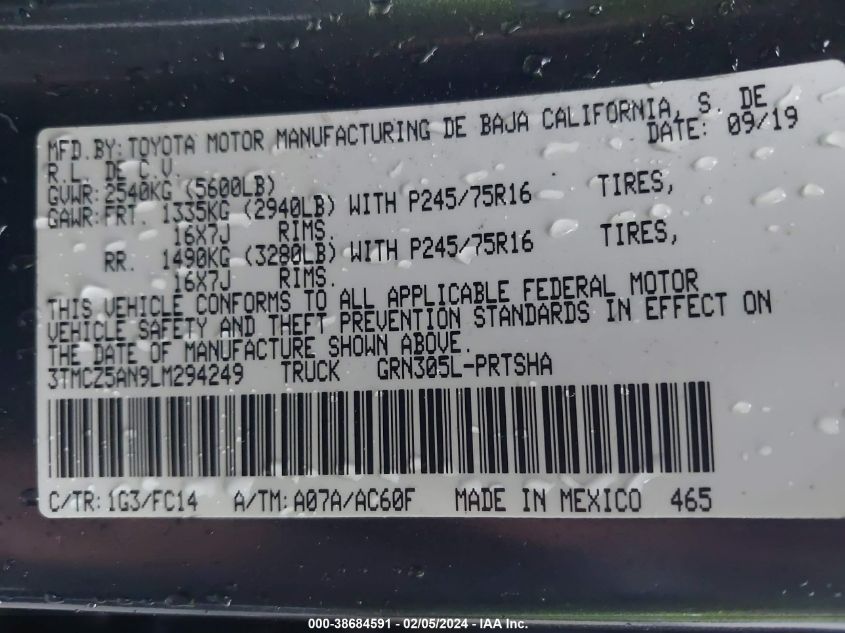 MFD.BY: TOYOTA MOTOR MANUFACTURING DE BAJA CALIFORNIA, S. DE
R.L. DE C.V. DATE: 09/19
GVWR: 2540KG (5600LB)
GAWR: FRT. 1335KG (2940LB) WITH P245/75R16 TIRES,
16X7J RIMS.
RR. 1490KG (3280LB) WITH P245/75R16 TIRES,
16X7J RIMS.
THIS VEHICLE CONFORMS TO ALL APPLICABLE FEDERAL MOTOR
VEHICLE SAFETY AND THEFT PREVENTION STANDARDS IN EFFECT ON
THE DATE OF MANUFACTURE SHOWN ABOVE.
3TMCZ5AN9LM294249 TRUCK GRN305L-PRTSHA
C/TR: 1G3/FC14 A/TM: A07A/AC60F MADE IN MEXICO 465
000-38684591 - 02/05/2024 - IAA Inc.